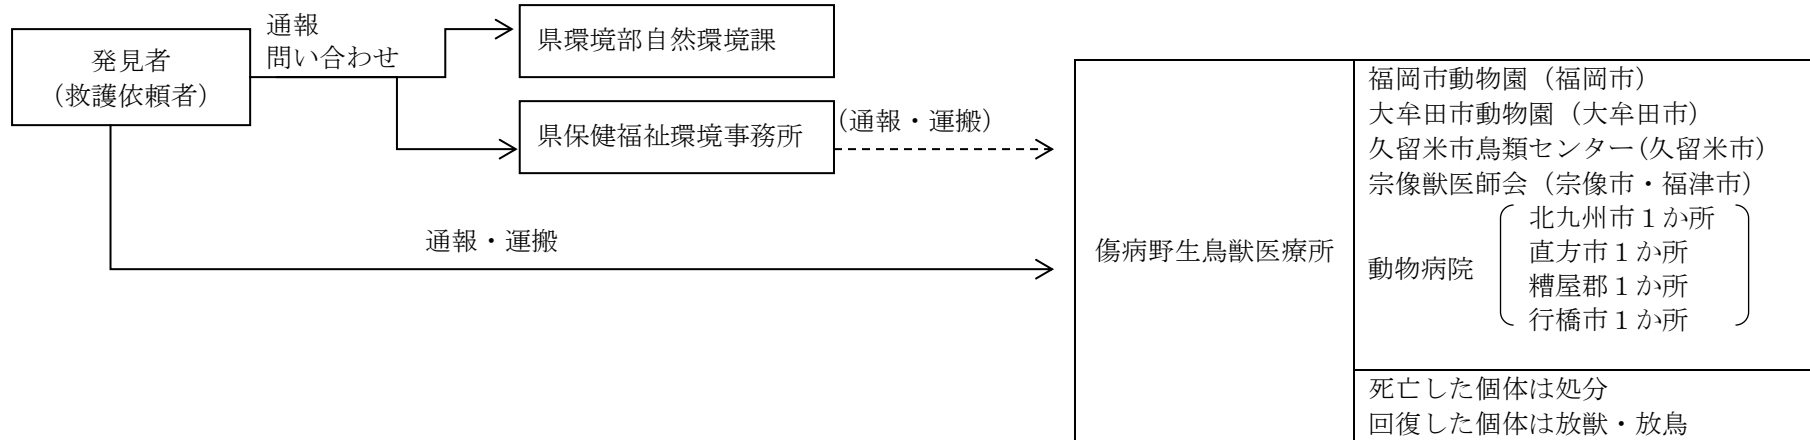 発見者
（救護依頼者）
通報
問い合わせ
県環境部自然環境課
県保健福祉環境事務所
(通報・運搬）
通報・運搬
傷病野生鳥獣医療所
福岡市動物園（福岡市）
大牟田市動物園（大牟田市）
久留米市鳥類センター(久留米市）
宗像獣医師会（宗像市・福津市）
動物病院
北九州市１か所
直方市１か所
糟屋郡１か所
行橋市１か所
死亡した個体は処分
回復した個体は放獣・放鳥